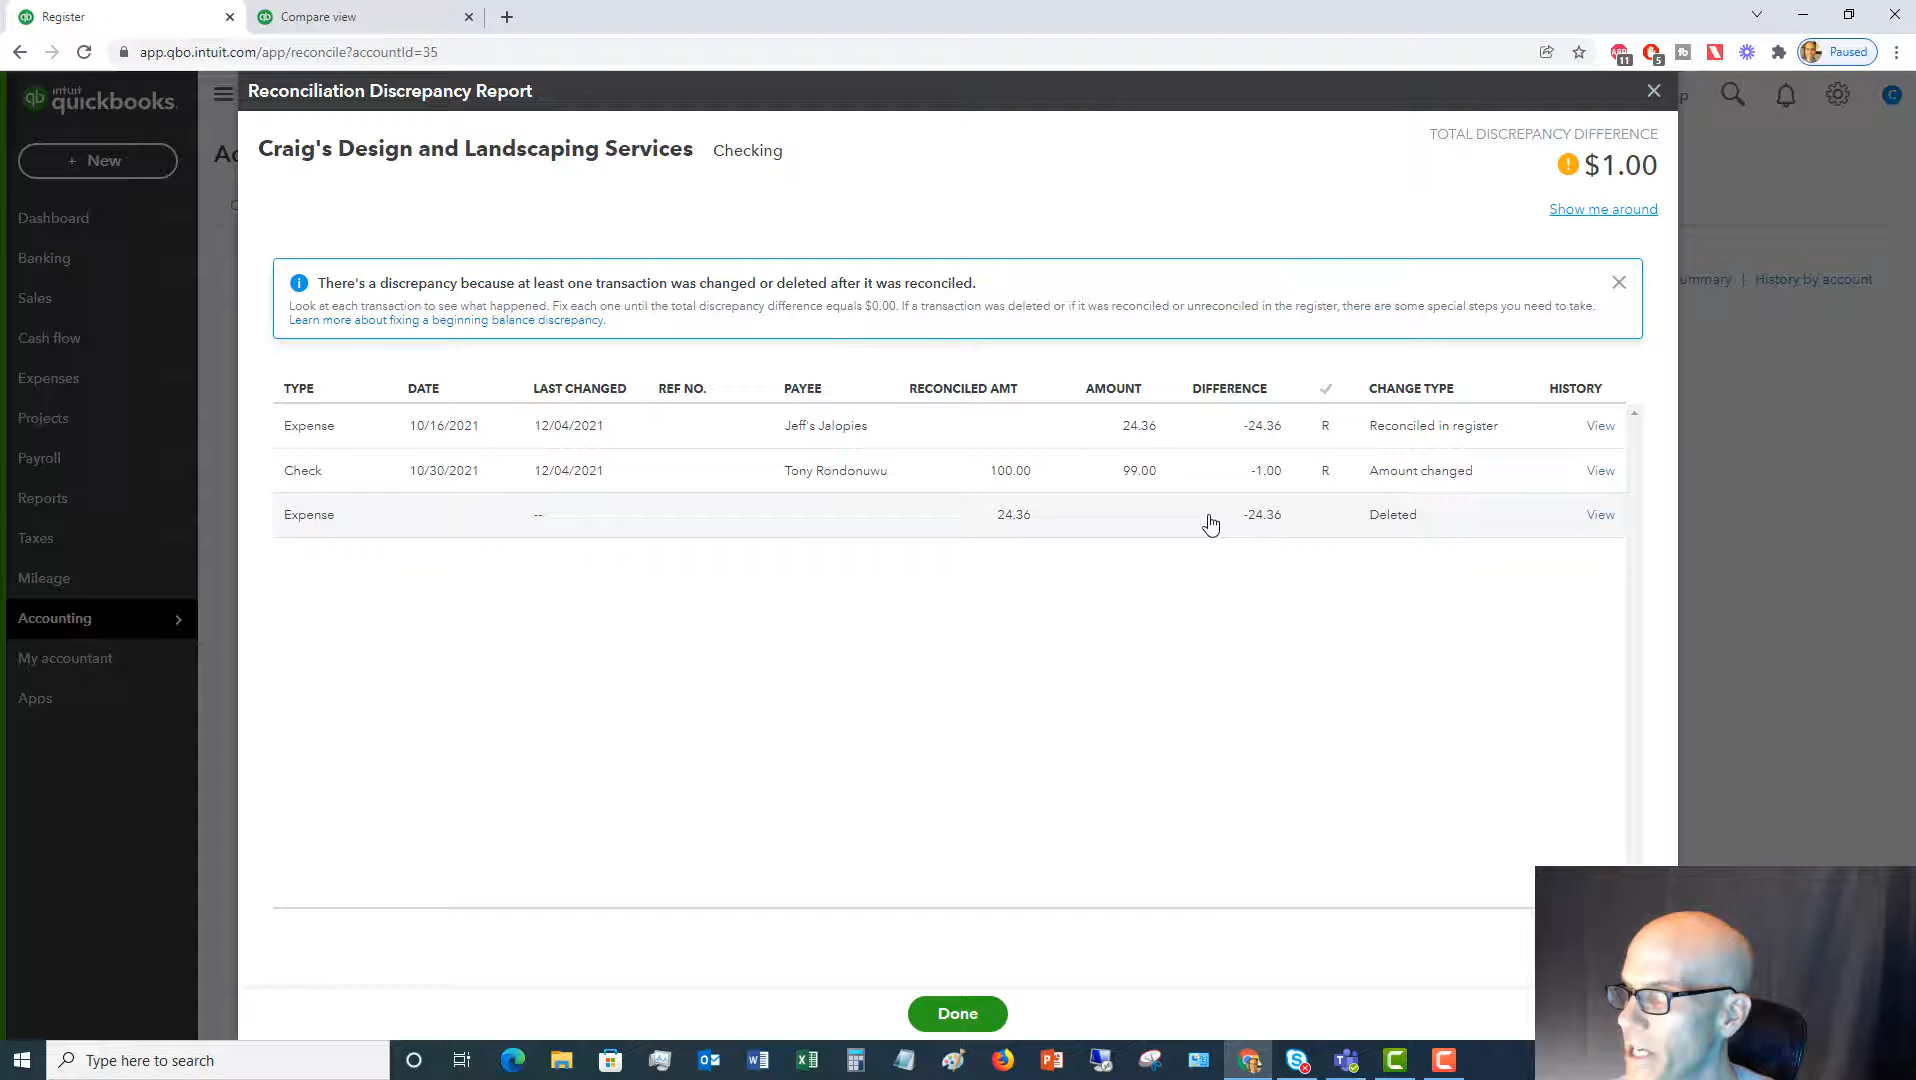 Register
Compare view
app.qbo.intuit.com/app/reconcile?accountId=35
11
5
Paused
qb intuit quickbooks.
Reconciliation Discrepancy Report
p
C
+ New
Ac
Craig's Design and Landscaping Services Checking
TOTAL DISCREPANCY DIFFERENCE
! $1.00
Show me around
C
ummary | History by account
There's a discrepancy because at least one transaction was changed or deleted after it was reconciled.
Look at each transaction to see what happened. Fix each one until the total discrepancy difference equals $0.00. If a transaction was deleted or if it was reconciled or unreconciled in the register, there are some special steps you need to take.
Learn more about fixing a beginning balance discrepancy.
TYPE DATE LAST CHANGED REF NO. PAYEE RECONCILED AMT AMOUNT DIFFERENCE ✓ CHANGE TYPE HISTORY
Expense 10/16/2021 12/04/2021 Jeff's Jalopies 24.36 -24.36 R Reconciled in register View
Check 10/30/2021 12/04/2021 Tony Rondonuwu 100.00 99.00 -1.00 R Amount changed View
Expense -- 24.36 -24.36 Deleted View
Dashboard
Banking
Sales
Cash flow
Expenses
Projects
Payroll
Reports
Taxes
Mileage
Accounting
My accountant
Apps
Done
Type here to search